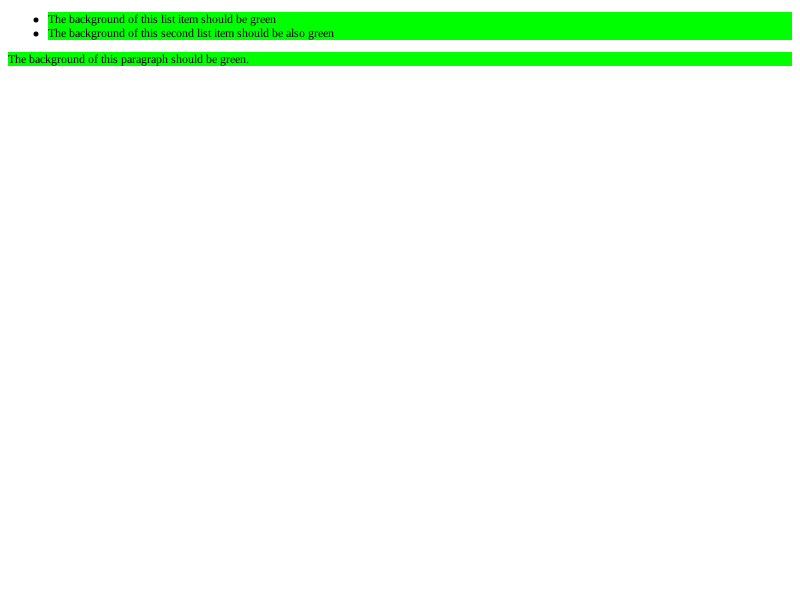 The background of this list item should be green
The background of this second list item should be also green
The background of this paragraph should be green.